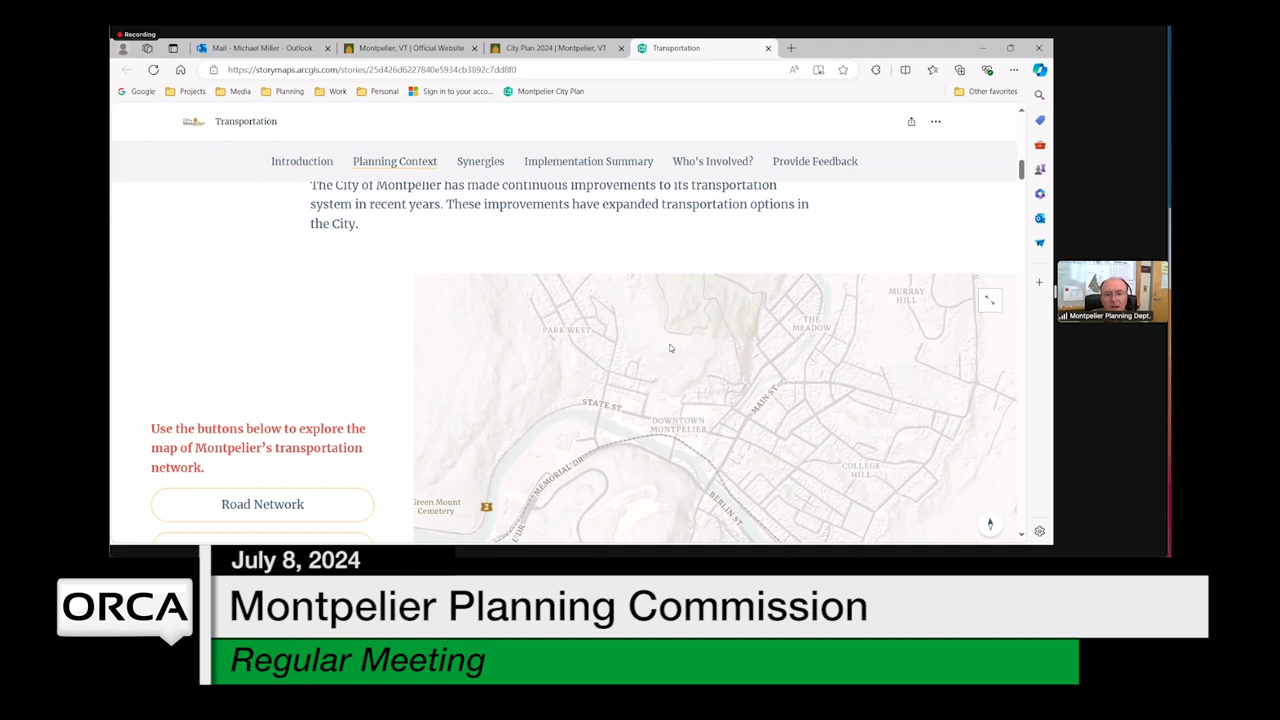 Recording
Mail - Michael Miller - Outlook
Montpelier, VT | Official Website
City Plan 2024 | Montpelier, VT
Transportation
https://storymaps.arcgis.com/stories/25d426d6227840e5934cb3892c7dd8f0
Google
Projects
Media
Planning
Work
Personal
Sign in to your acco...
Montpelier City Plan
Other favorites
Transportation
Introduction
Planning Context
Synergies
Implementation Summary
Who's Involved?
Provide Feedback
The City of Montpelier has made continuous improvements to its transportation
system in recent years. These improvements have expanded transportation options in
the City.
MURRAY
HILL
THE
MEADOW
PARK WEST
STATE ST
MAIN ST
DOWNTOWN
MONTPELIER
COLLEGE
HILL
MEMORIAL DR
BERLIN ST
Green Mount
Cemetery
2
L DR
Use the buttons below to explore the
map of Montpelier's transportation
network.
Road Network
Montpelier Planning Dept.
July 8, 2024
ORCA
Montpelier Planning Commission
Regular Meeting